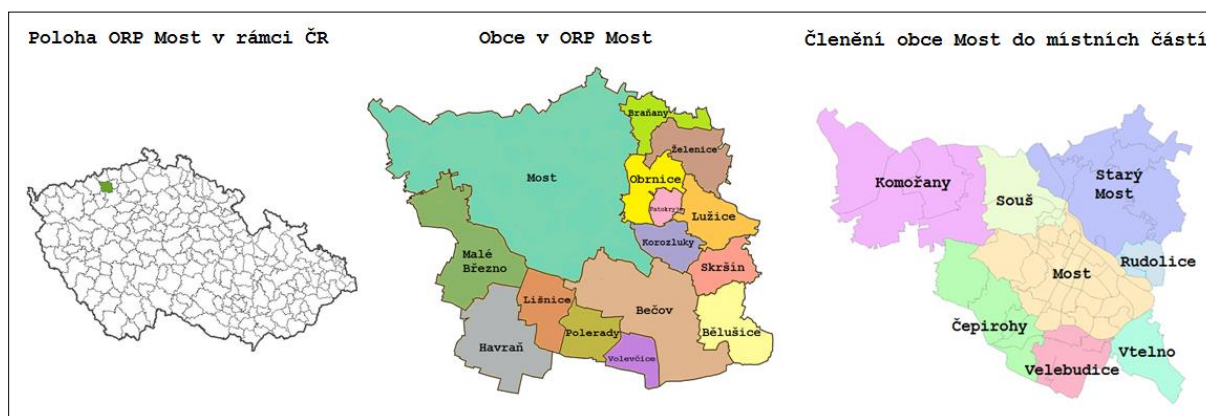 Poloha ORP Most v rámci ČR
Obce v ORP Most
Členění obce Most do místních částí
Braňany
Želenice
Most
Obrnice
Patokryje
Lužice
Korozluky
Malé
Březno
Skršín
Lišnice
Bečov
Bělušice
Polerady
Havraň
Volevčice
Komořany
Souš
Starý
Most
Rudolice
Most
Čepirohy
Vtelno
Velebudice